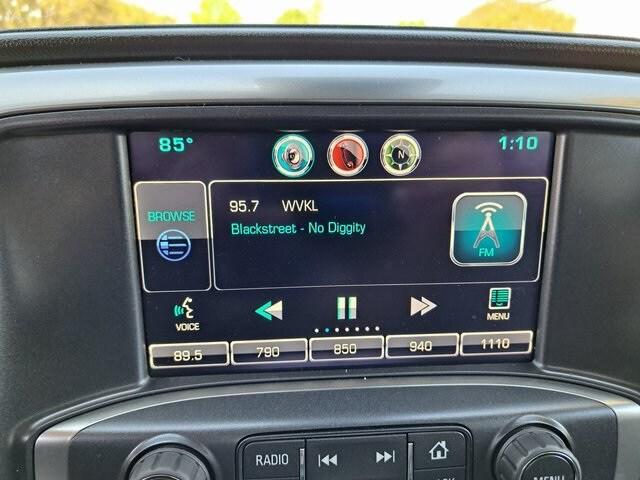 85° 1:10
N
BROWSE
95.7 WVKL
Blackstreet - No Diggity
FM
VOICE
MENU
89.5 790 850 940 1110
RADIO
MENU